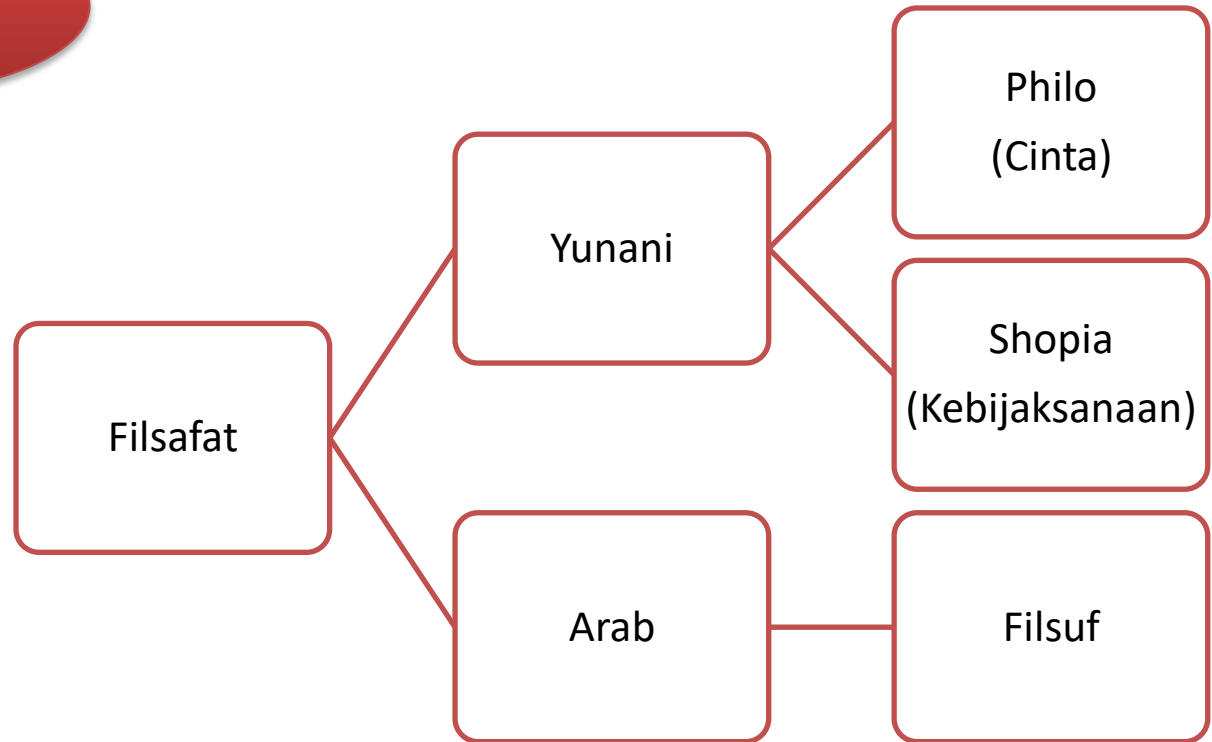 Filsafat
Yunani
Philo
(Cinta)
Shopia
(Kebijaksanaan)
Arab
Filsuf